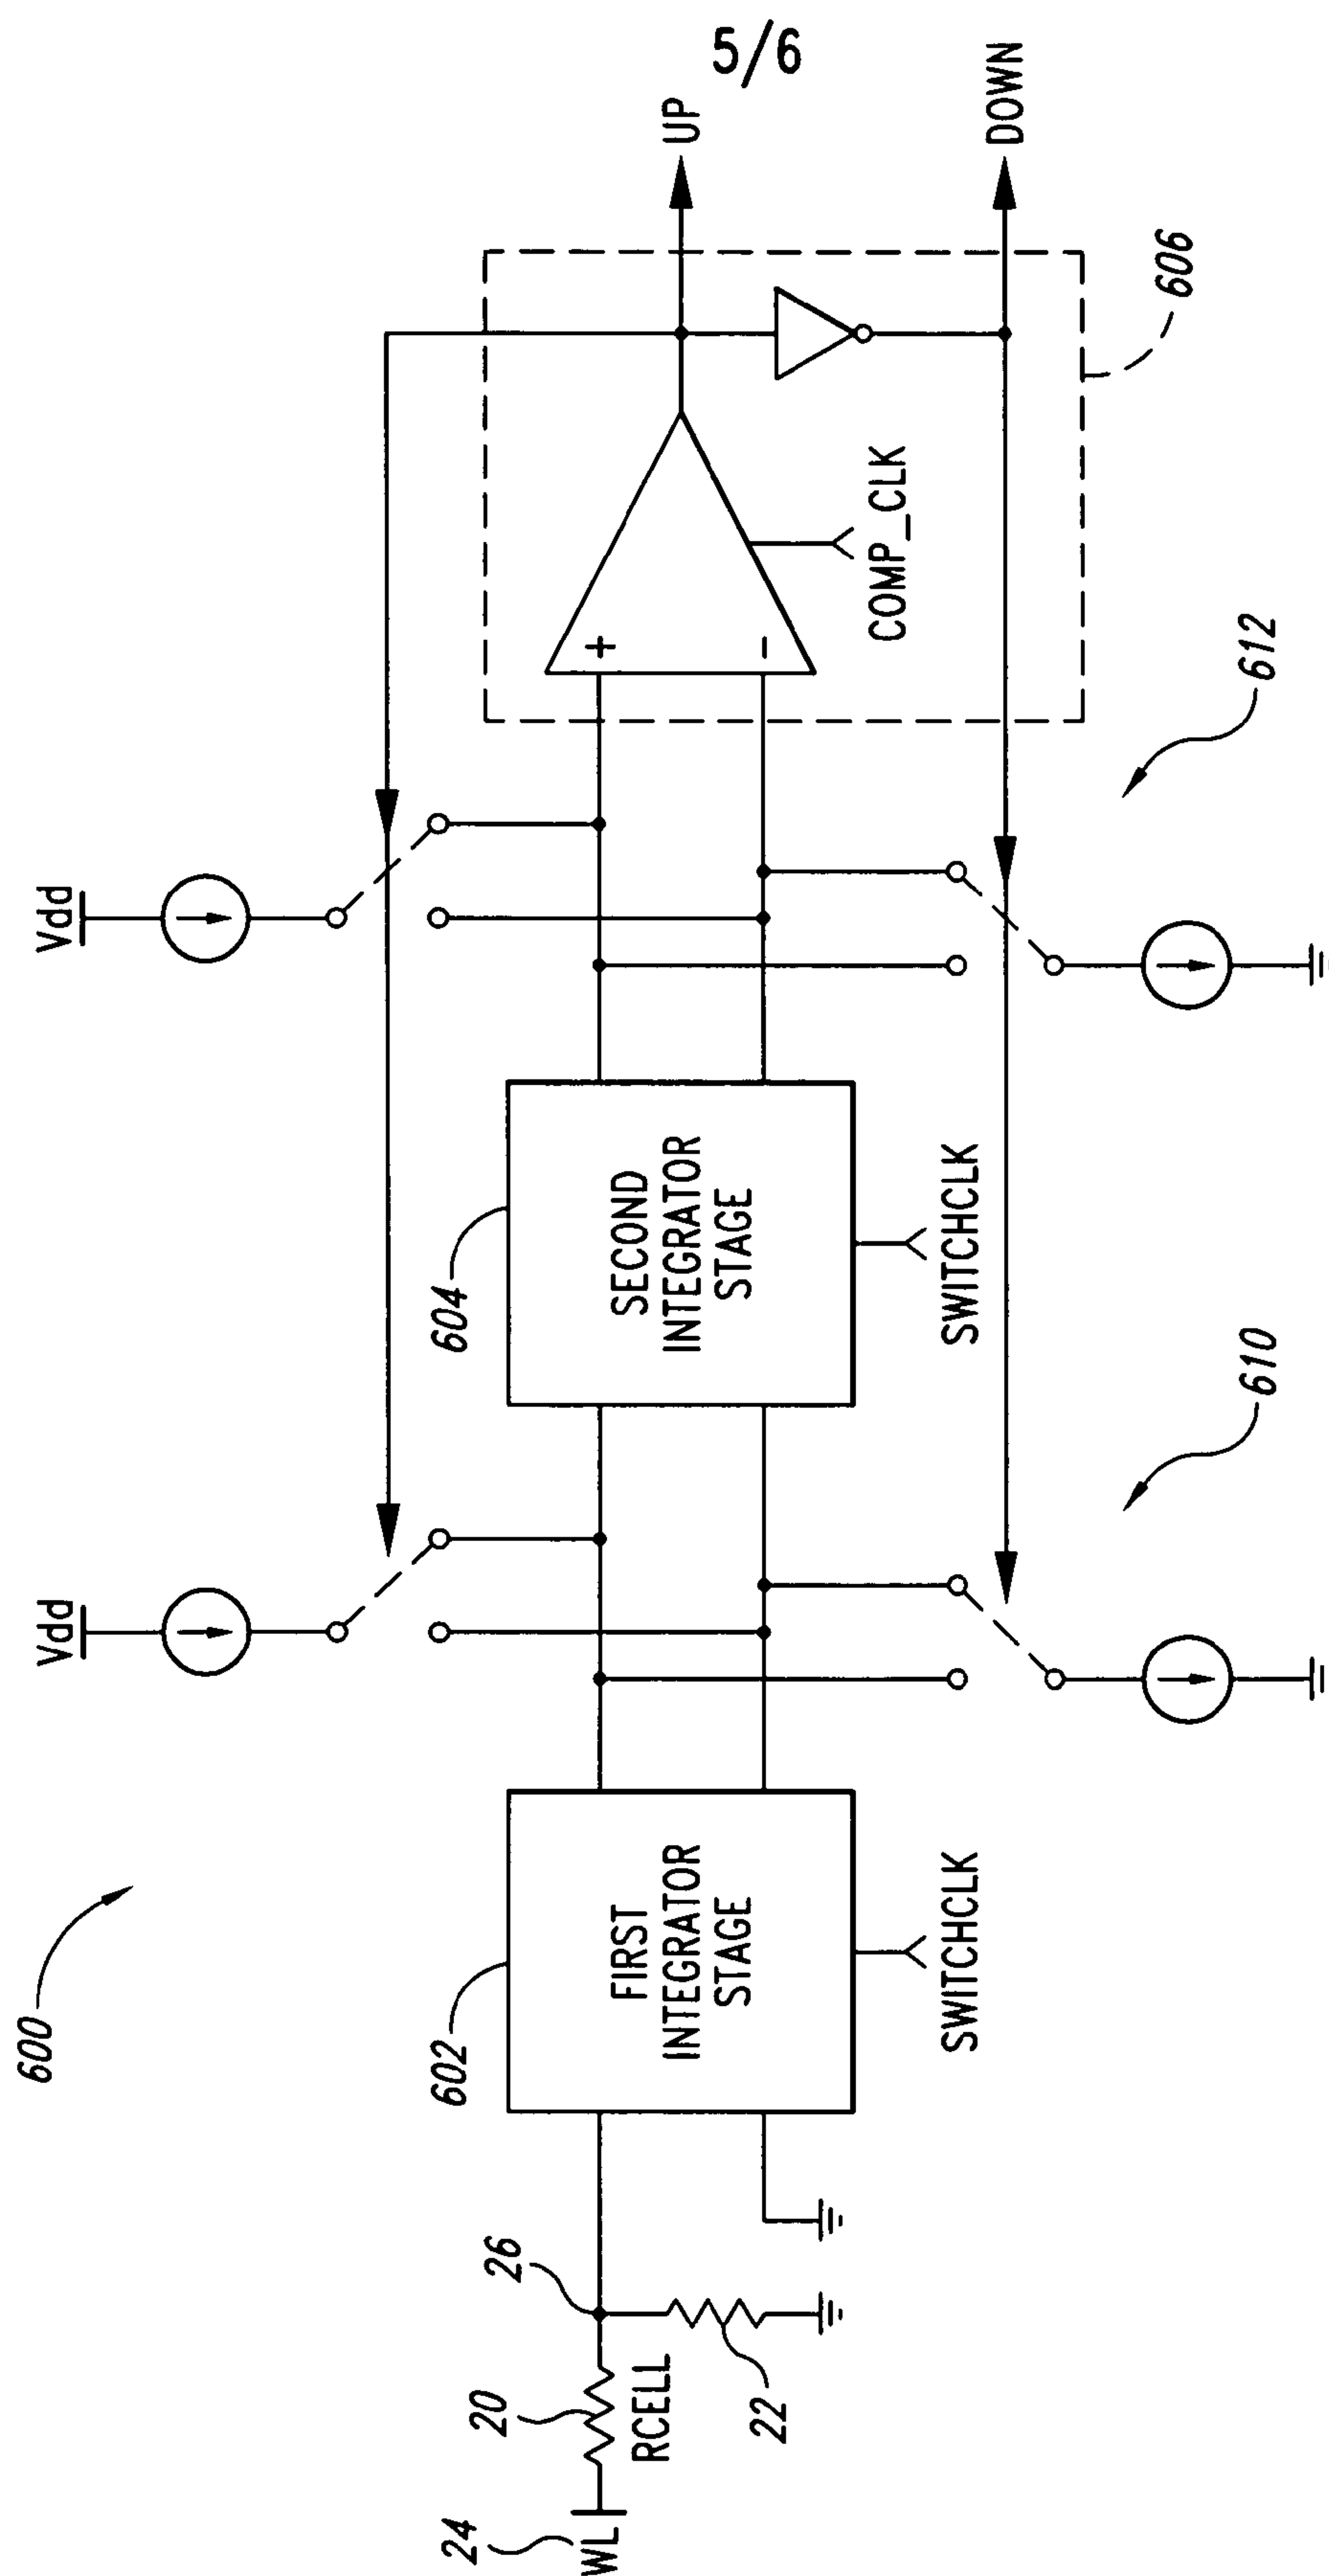 5/6
600
Vdd
Vdd
UP
602
FIRST
INTEGRATOR
STAGE
604
SECOND
INTEGRATOR
STAGE
+
−
COMP_CLK
24
WL
20
RCELL
26
22
SWITCHCLK
SWITCHCLK
DOWN
606
610
612